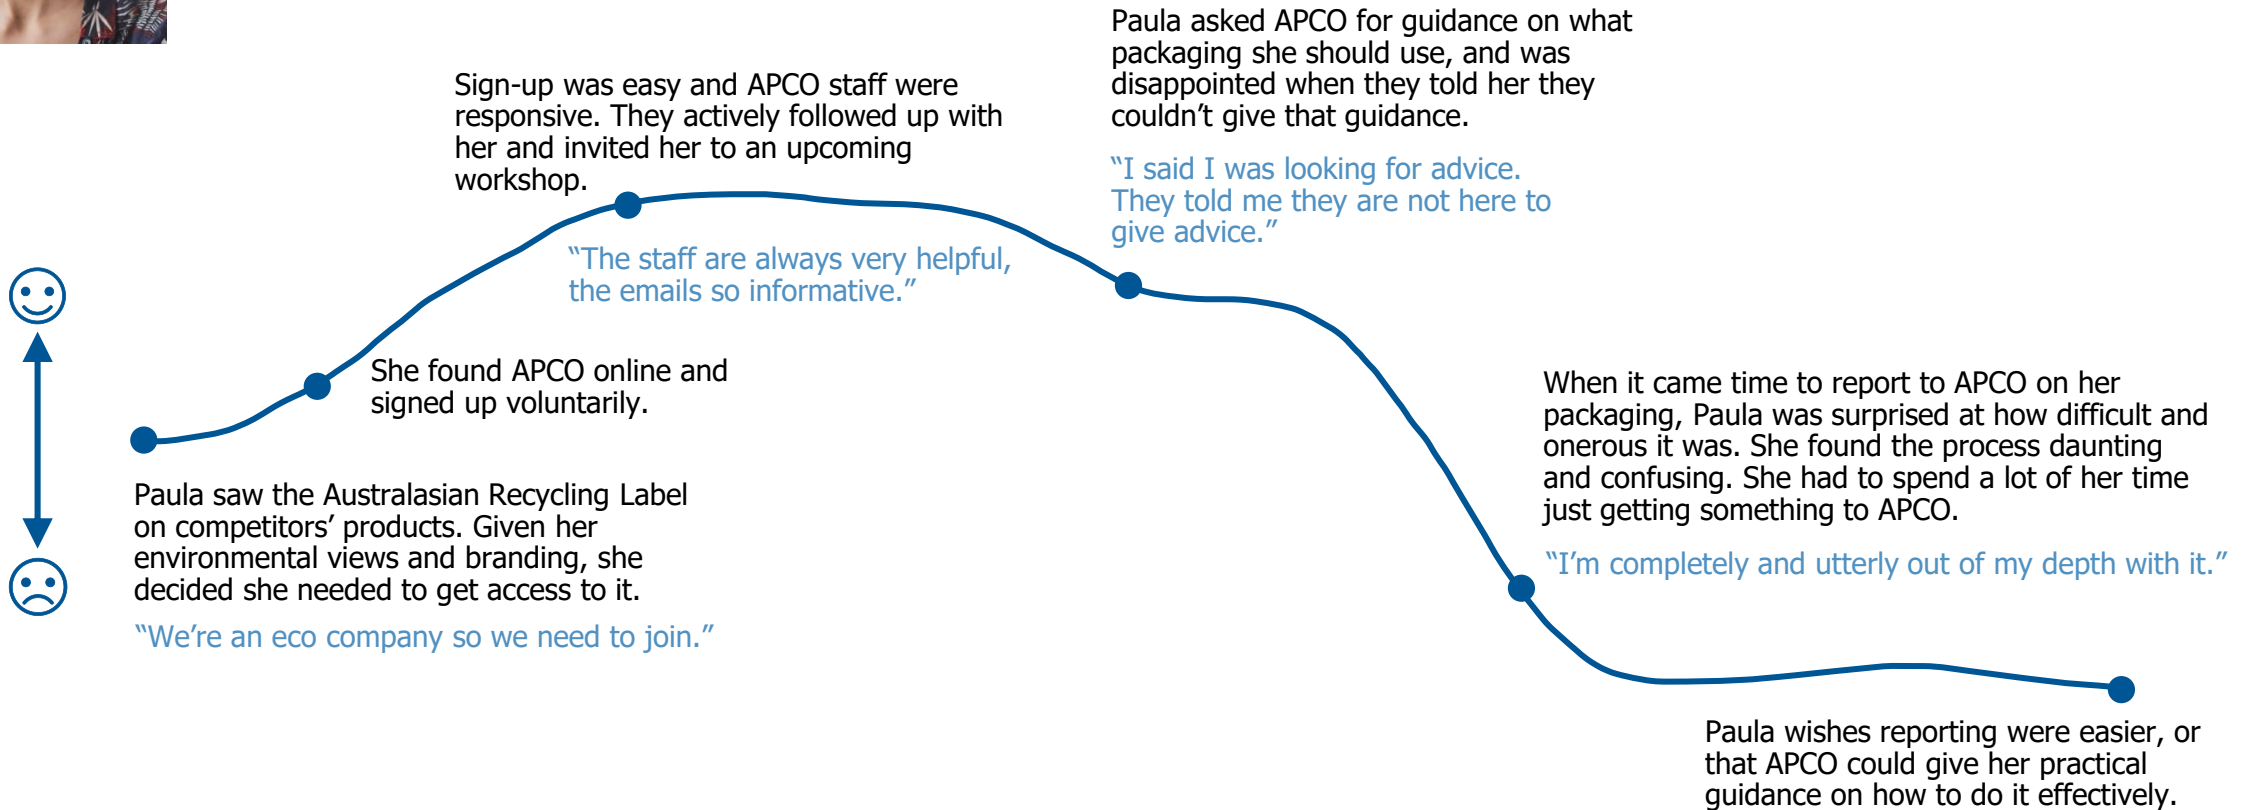 Paula saw the Australasian Recycling Label
on competitors’ products. Given her
environmental views and branding, she
decided she needed to get access to it.
“We’re an eco company so we need to join.”
She found APCO online and
signed up voluntarily.
Sign-up was easy and APCO staff were
responsive. They actively followed up with
her and invited her to an upcoming
workshop.
“The staff are always very helpful,
the emails so informative.”
Paula asked APCO for guidance on what
packaging she should use, and was
disappointed when they told her they
couldn’t give that guidance.
“I said I was looking for advice.
They told me they are not here to
give advice.”
When it came time to report to APCO on her
packaging, Paula was surprised at how difficult and
onerous it was. She found the process daunting
and confusing. She had to spend a lot of her time
just getting something to APCO.
“I’m completely and utterly out of my depth with it.”
Paula wishes reporting were easier, or
that APCO could give her practical
guidance on how to do it effectively.